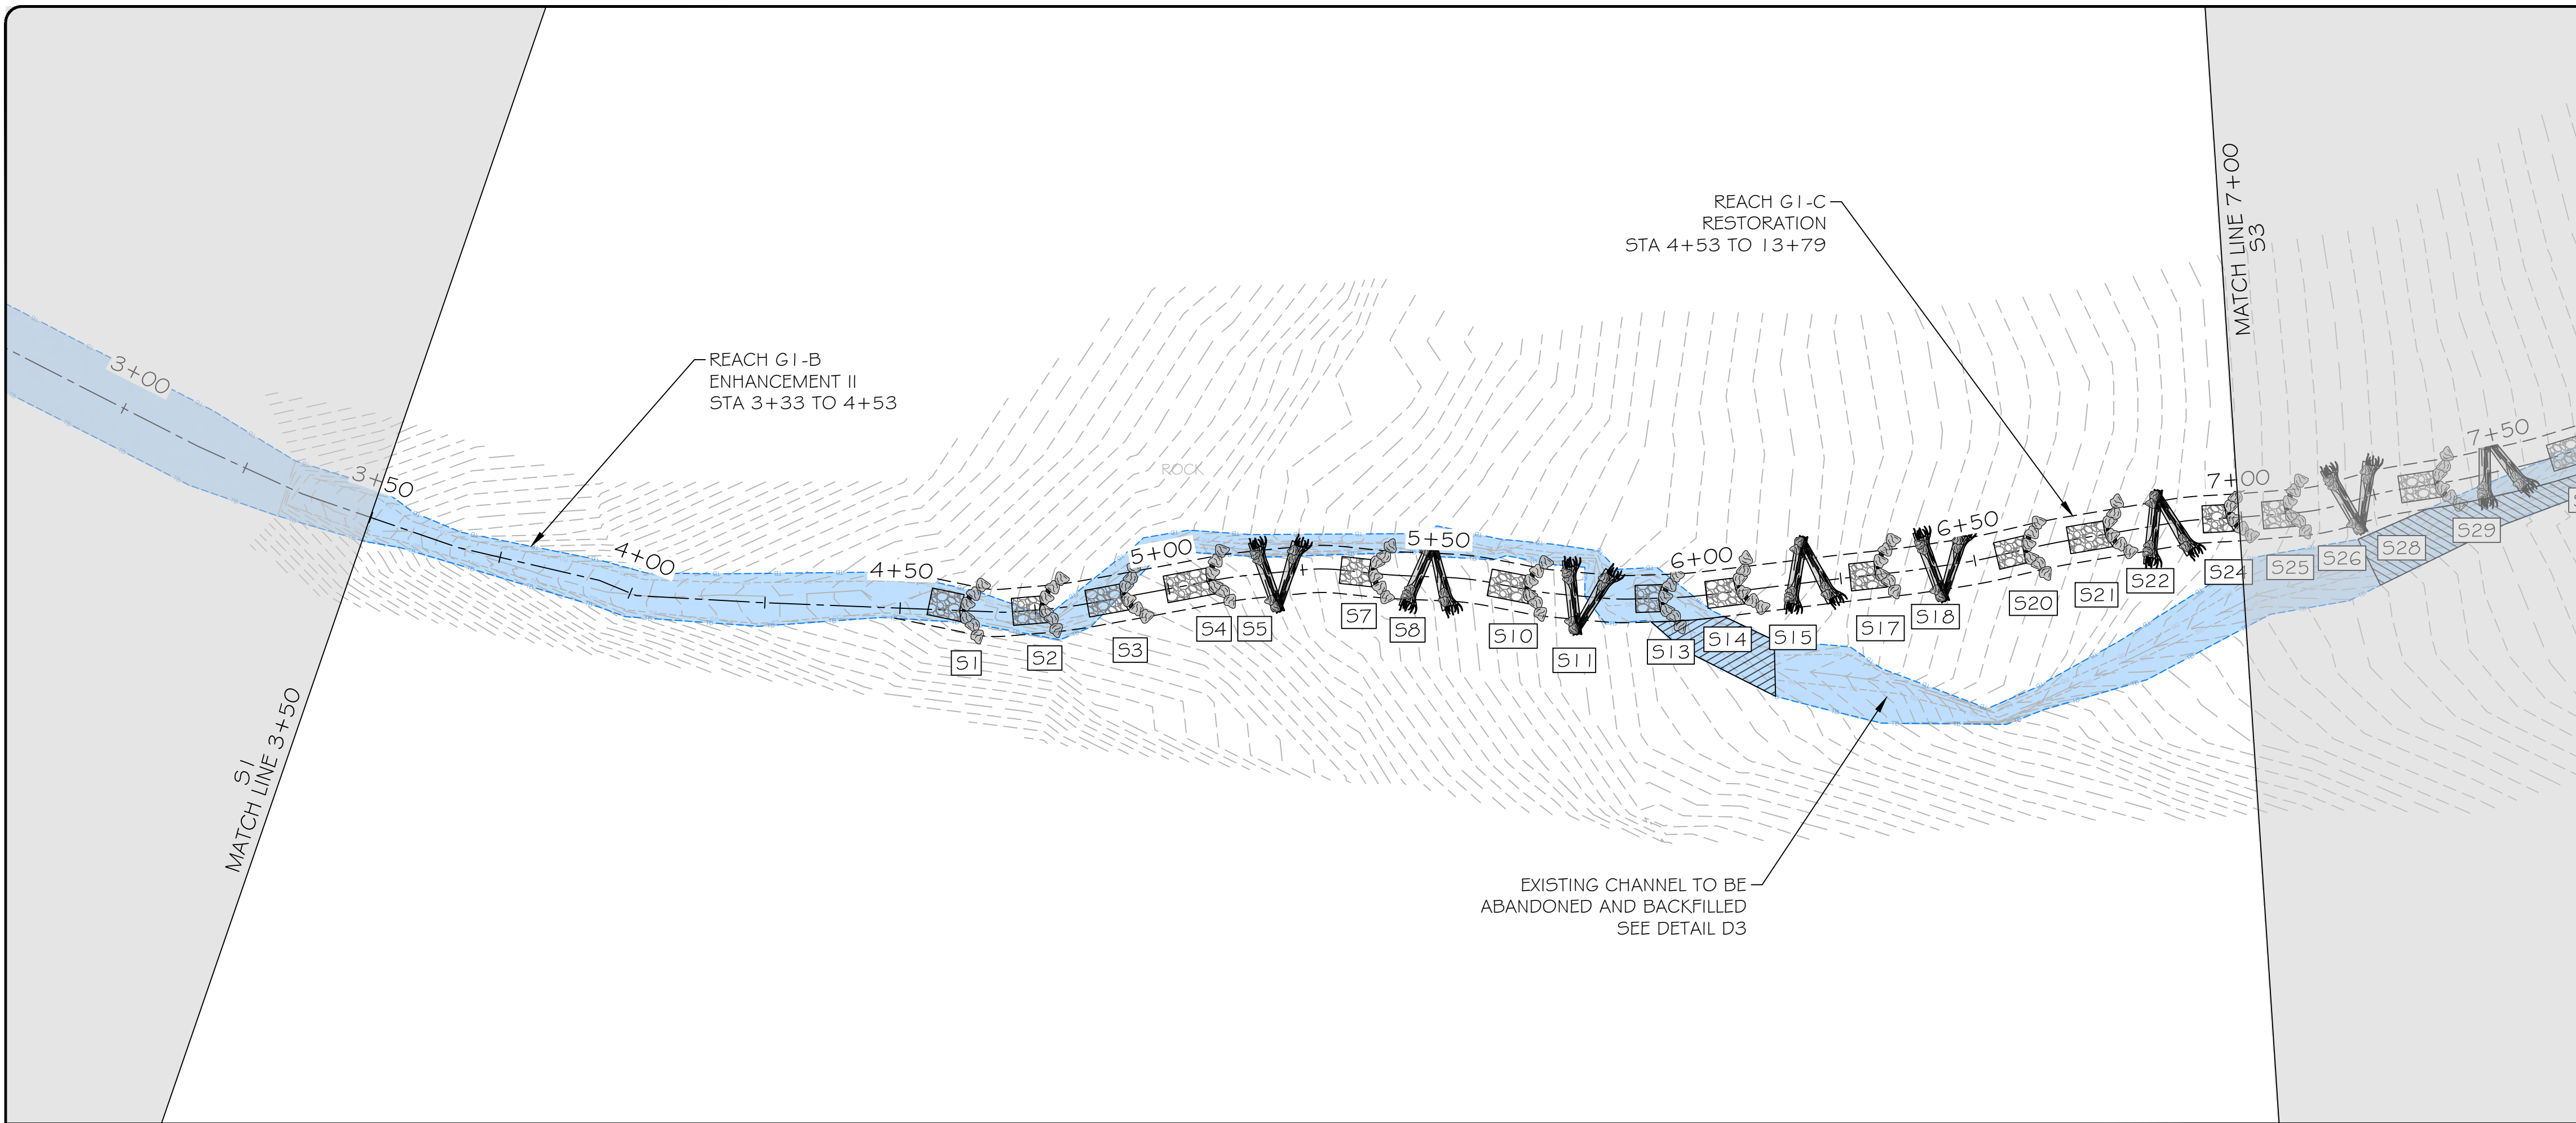 REACH G1-C
RESTORATION
STA 4+53 TO 13+79
MATCH LINE 7+00
S3
REACH G1-B
ENHANCEMENT II
STA 3+33 TO 4+53
3+00
3+50
4+00
4+50
5+00
5+50
6+00
6+50
7+00
7+50
ROCK
S1
S2
S3
S4
S5
S7
S8
S10
S11
S13
S14
S15
S17
S18
S20
S21
S22
S24
S25
S26
S28
S29
S1
MATCH LINE 3+50
EXISTING CHANNEL TO BE
ABANDONED AND BACKFILLED
SEE DETAIL D3